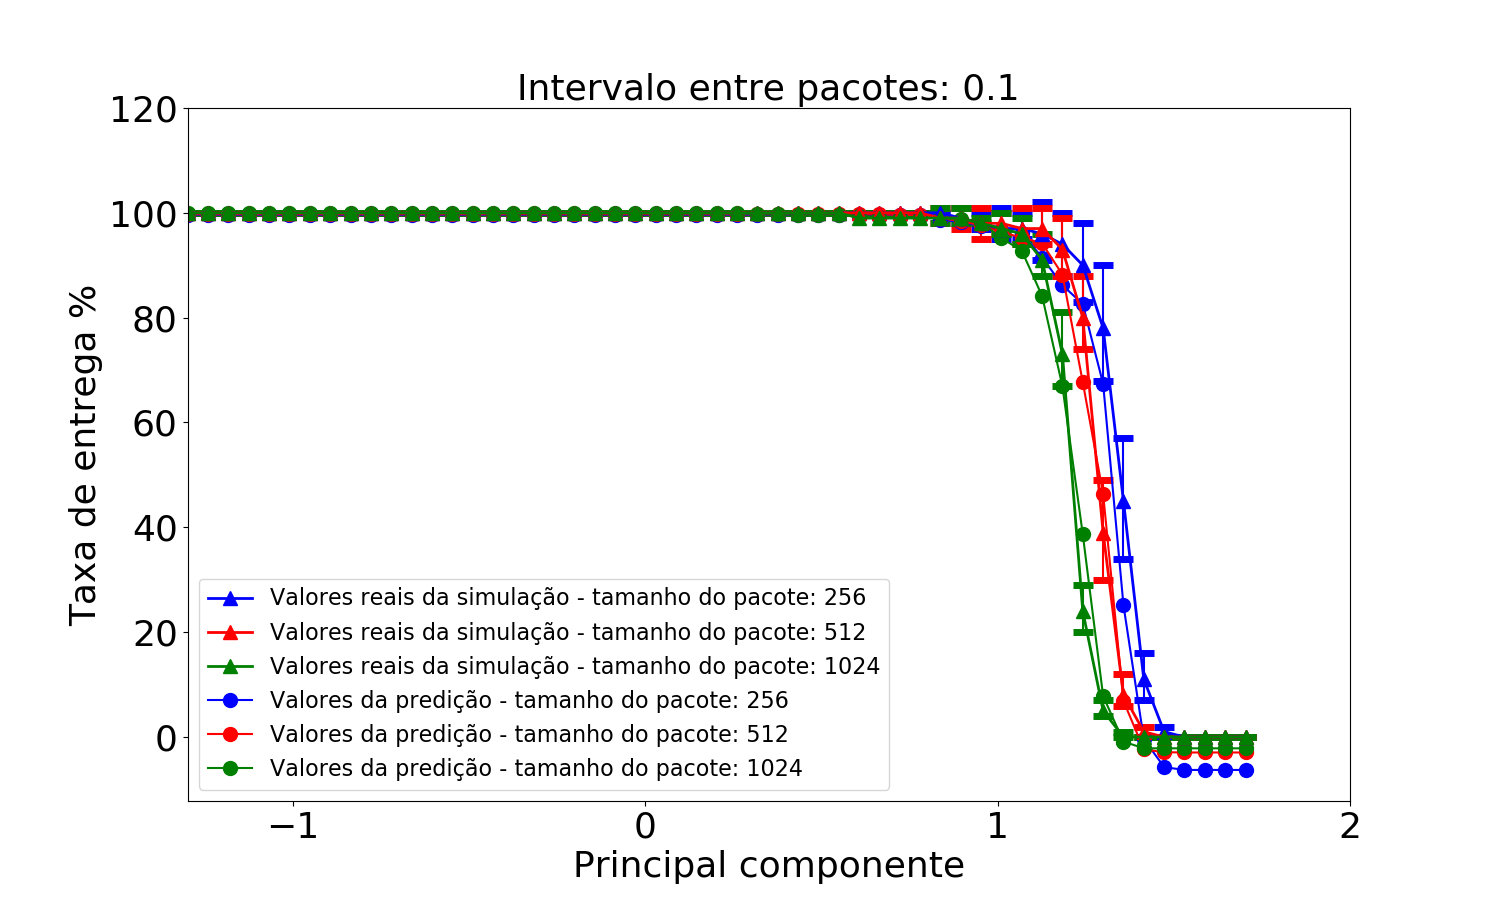 Intervalo entre pacotes: 0.1
120
100
80
60
40
20
0
Taxa de entrega %
Valores reais da simulação - tamanho do pacote: 256
Valores reais da simulação - tamanho do pacote: 512
Valores reais da simulação - tamanho do pacote: 1024
Valores da predição - tamanho do pacote: 256
Valores da predição - tamanho do pacote: 512
Valores da predição - tamanho do pacote: 1024
−1 0 1 2
Principal componente